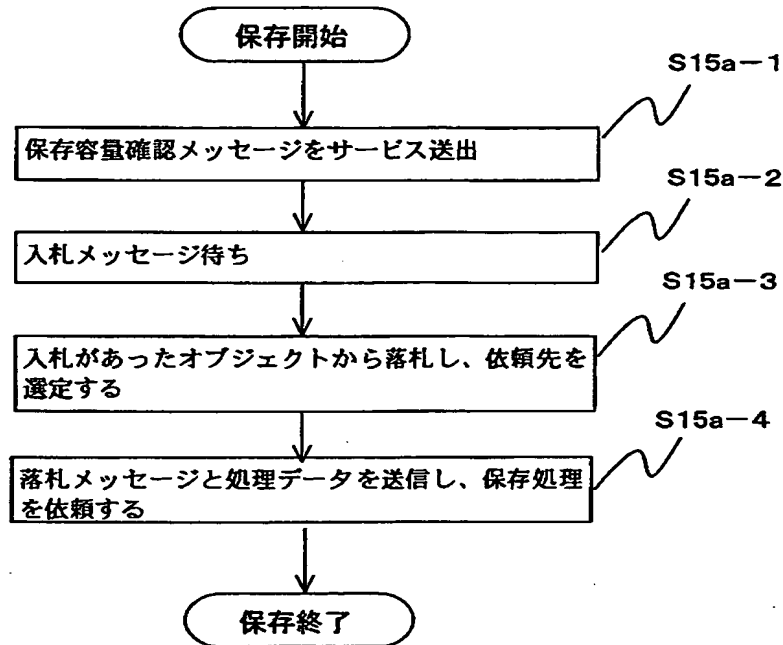 保存開始
S15a-1
保存容量確認メッセージをサービス送出
S15a-2
入札メッセージ待ち
S15a-3
入札があったオブジェクトから落札し、依頼先を
選定する
S15a-4
落札メッセージと処理データを送信し、保存処理
を依頼する
保存終了